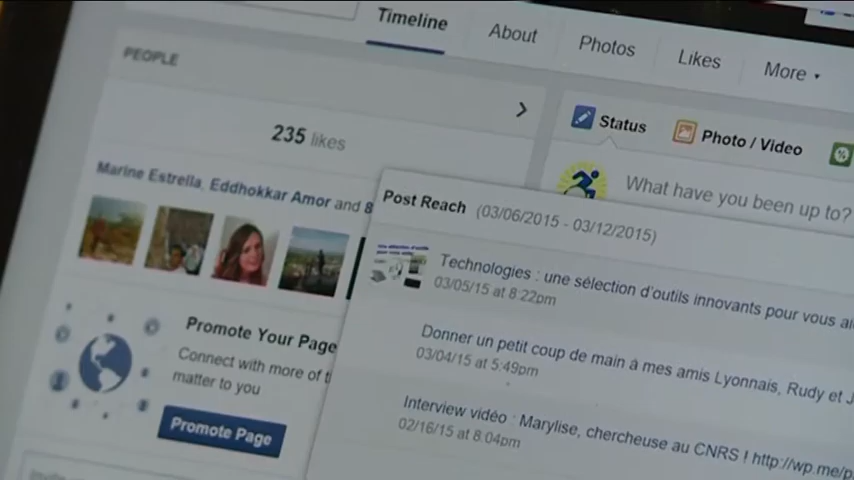 Timeline
About
Photos
Likes
More
PEOPLE
235 likes
Marine Estrella, Eddhokkar Amor and 8
Promote Your Page
Connect with more of t
matter to you
Promote Page
Status
Photo / Video
What have you been up to?
Post Reach (03/06/2015 - 03/12/2015)
Technologies : une sélection d'outils innovants pour vous ai
03/05/15 at 8:22pm
Donner un petit coup de main à mes amis Lyonnais, Rudy et J
03/04/15 at 5:49pm
Interview vidéo : Marylise, chercheuse au CNRS ! http://wp.me/p
02/16/15 at 8:04pm